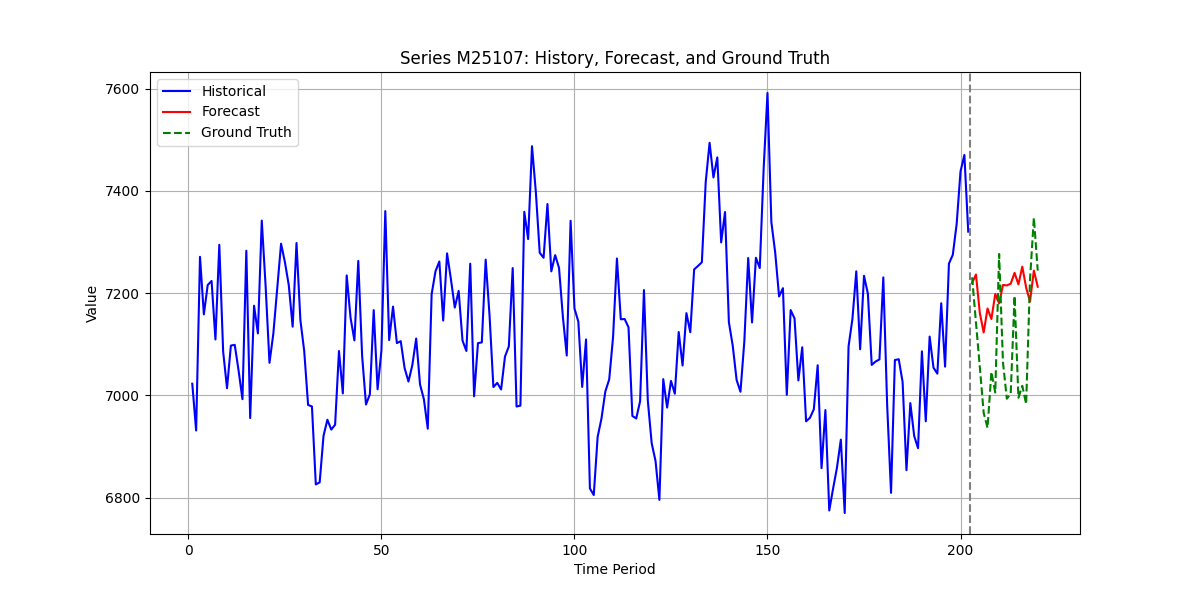 Series M25107: History, Forecast, and Ground Truth
Historical
Forecast
Ground Truth
7600
7400
7200
7000
6800
Value
0
50
100
150
200
Time Period